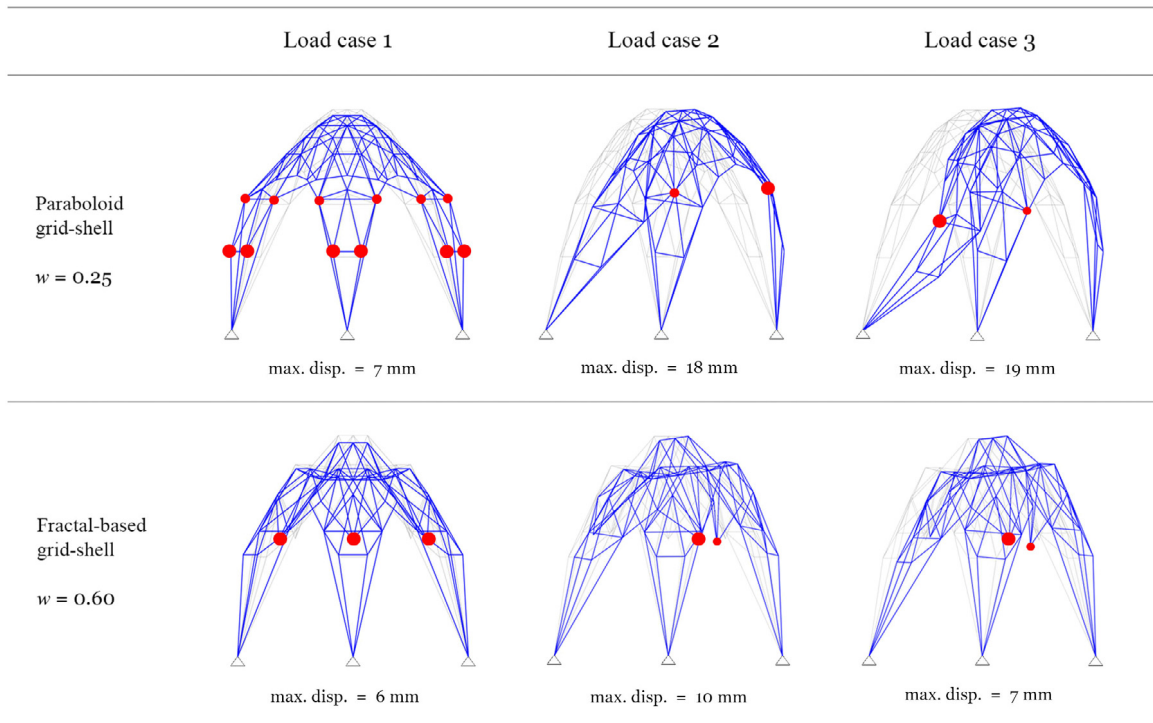 Load case 1
Load case 2
Load case 3
Paraboloid
grid-shell
w = 0.25
max. disp. = 7 mm
max. disp. = 18 mm
max. disp. = 19 mm
Fractal-based
grid-shell
w = 0.60
max. disp. = 6 mm
max. disp. = 10 mm
max. disp. = 7 mm